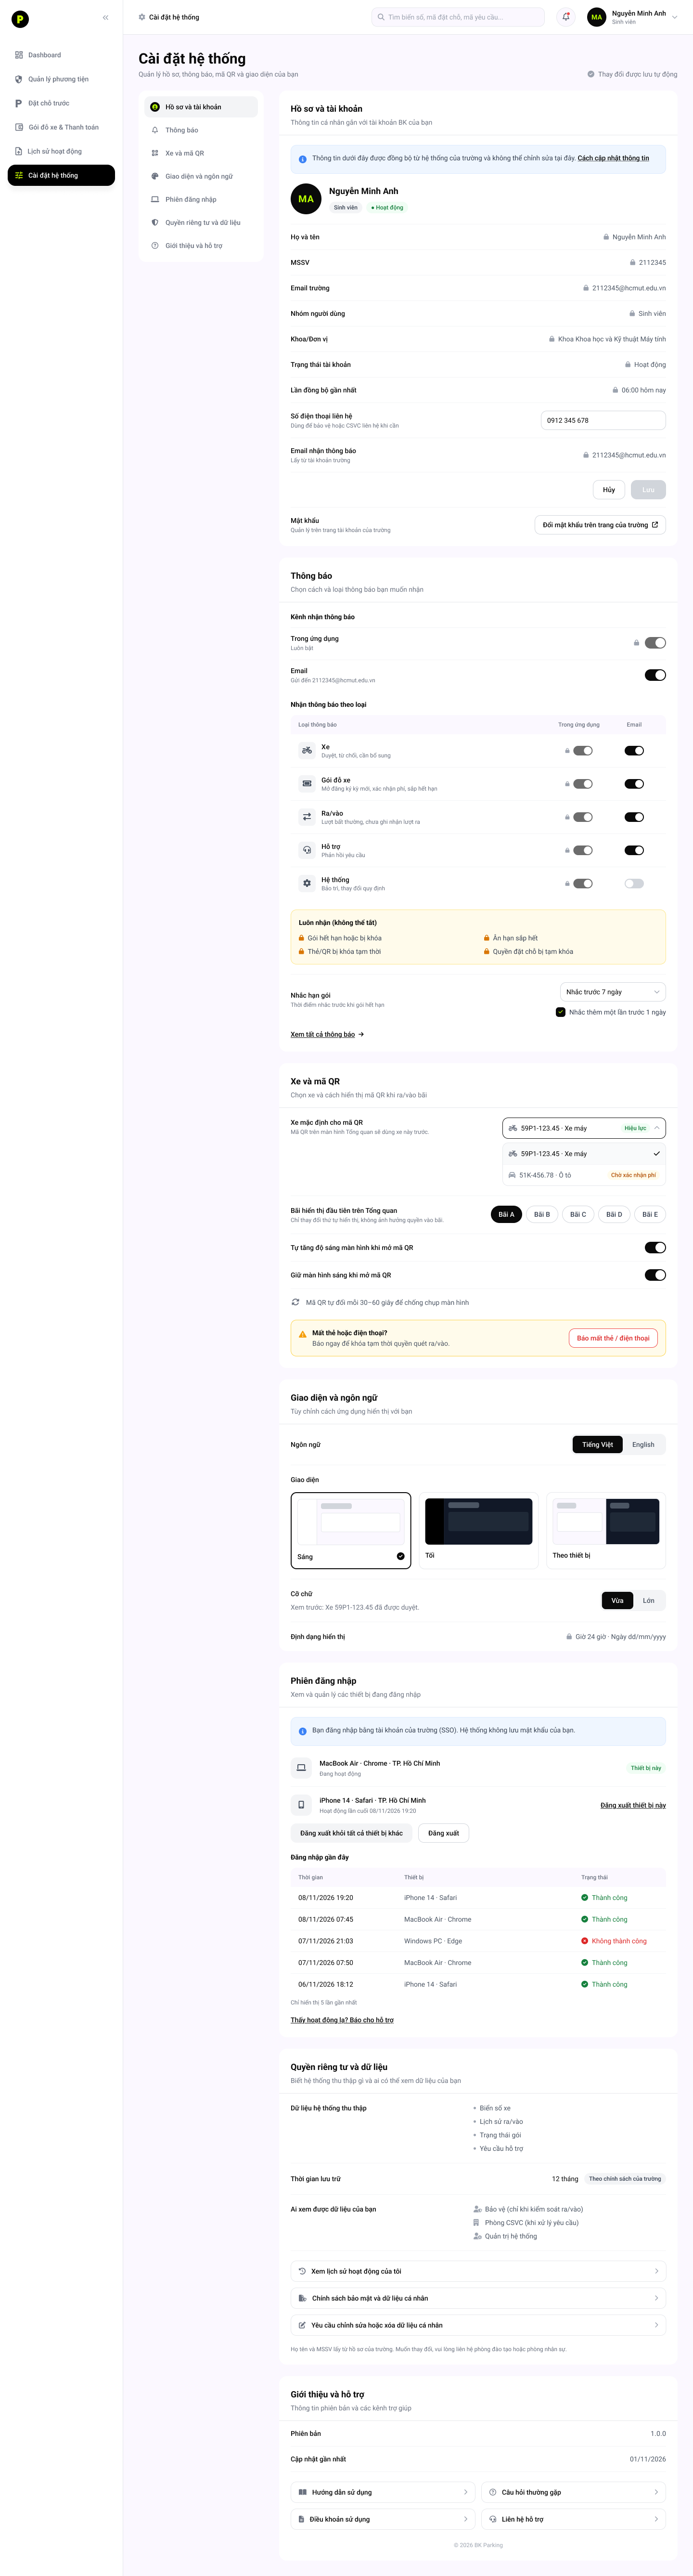 P
Dashboard
Quản lý phương tiện
Đặt chỗ trước
Gói đỗ xe & Thanh toán
Lịch sử hoạt động
Cài đặt hệ thống
Cài đặt hệ thống
Tìm biển số, mã đặt chỗ, mã yêu cầu...
MA
Nguyễn Minh Anh
Sinh viên
Cài đặt hệ thống
Quản lý hồ sơ, thông báo, mã QR và giao diện của bạn
Thay đổi được lưu tự động
Hồ sơ và tài khoản
Thông báo
Xe và mã QR
Giao diện và ngôn ngữ
Phiên đăng nhập
Quyền riêng tư và dữ liệu
Giới thiệu và hỗ trợ
Hồ sơ và tài khoản
Thông tin cá nhân gắn với tài khoản BK của bạn
Thông tin dưới đây được đồng bộ từ hệ thống của trường và không thể chỉnh sửa tại đây. Cách cập nhật thông tin
MA
Nguyễn Minh Anh
Sinh viên
Hoạt động
Họ và tên
Nguyễn Minh Anh
MSSV
2112345
Email trường
2112345@hcmut.edu.vn
Nhóm người dùng
Sinh viên
Khoa/Đơn vị
Khoa Khoa học và Kỹ thuật Máy tính
Trạng thái tài khoản
Hoạt động
Lần đồng bộ gần nhất
06:00 hôm nay
Số điện thoại liên hệ
Dùng để bảo vệ hoặc CSVC liên hệ khi cần
0912 345 678
Email nhận thông báo
Lấy từ tài khoản trường
2112345@hcmut.edu.vn
Hủy
Lưu
Mật khẩu
Quản lý trên trang tài khoản của trường
Đổi mật khẩu trên trang của trường
Thông báo
Chọn cách và loại thông báo bạn muốn nhận
Kênh nhận thông báo
Trong ứng dụng
Luôn bật
Email
Gửi đến 2112345@hcmut.edu.vn
Nhận thông báo theo loại
Loại thông báo
Trong ứng dụng
Email
Xe
Duyệt, từ chối, cần bổ sung
Gói đỗ xe
Mở đăng ký kỳ mới, xác nhận phí, sắp hết hạn
Ra/vào
Lượt bất thường, chưa ghi nhận lượt ra
Hỗ trợ
Phản hồi yêu cầu
Hệ thống
Bảo trì, thay đổi quy định
Luôn nhận (không thể tắt)
Gói hết hạn hoặc bị khóa
Ân hạn sắp hết
Thẻ/QR bị khóa tạm thời
Quyền đặt chỗ bị tạm khóa
Nhắc hạn gói
Thời điểm nhắc trước khi gói hết hạn
Nhắc trước 7 ngày
Nhắc thêm một lần trước 1 ngày
Xem tất cả thông báo
Xe và mã QR
Chọn xe và cách hiển thị mã QR khi ra/vào bãi
Xe mặc định cho mã QR
Mã QR trên màn hình Tổng quan sẽ dùng xe này trước.
59P1-123.45 · Xe máy
Hiệu lực
59P1-123.45 · Xe máy
51K-456.78 · Ô tô
Chờ xác nhận phí
Bãi hiển thị đầu tiên trên Tổng quan
Chỉ thay đổi thứ tự hiển thị, không ảnh hưởng quyền vào bãi.
Bãi A
Bãi B
Bãi C
Bãi D
Bãi E
Tự tăng độ sáng màn hình khi mở mã QR
Giữ màn hình sáng khi mở mã QR
Mã QR tự đổi mỗi 30–60 giây để chống chụp màn hình
Mất thẻ hoặc điện thoại?
Báo ngay để khóa tạm thời quyền quét ra/vào.
Báo mất thẻ / điện thoại
Giao diện và ngôn ngữ
Tùy chỉnh cách ứng dụng hiển thị với bạn
Ngôn ngữ
Tiếng Việt
English
Giao diện
Sáng
Tối
Theo thiết bị
Cỡ chữ
Xem trước: Xe 59P1-123.45 đã được duyệt.
Vừa
Lớn
Định dạng hiển thị
Giờ 24 giờ · Ngày dd/mm/yyyy
Phiên đăng nhập
Xem và quản lý các thiết bị đang đăng nhập
Bạn đăng nhập bằng tài khoản của trường (SSO). Hệ thống không lưu mật khẩu của bạn.
MacBook Air · Chrome · TP. Hồ Chí Minh
Đang hoạt động
Thiết bị này
iPhone 14 · Safari · TP. Hồ Chí Minh
Hoạt động lần cuối 08/11/2026 19:20
Đăng xuất thiết bị này
Đăng xuất khỏi tất cả thiết bị khác
Đăng xuất
Đăng nhập gần đây
Thời gian
Thiết bị
Trạng thái
08/11/2026 19:20
iPhone 14 · Safari
Thành công
08/11/2026 07:45
MacBook Air · Chrome
Thành công
07/11/2026 21:03
Windows PC · Edge
Không thành công
07/11/2026 07:50
MacBook Air · Chrome
Thành công
06/11/2026 18:12
iPhone 14 · Safari
Thành công
Chỉ hiển thị 5 lần gần nhất
Thấy hoạt động lạ? Báo cho hỗ trợ
Quyền riêng tư và dữ liệu
Biết hệ thống thu thập gì và ai có thể xem dữ liệu của bạn
Dữ liệu hệ thống thu thập
Biển số xe
Lịch sử ra/vào
Trạng thái gói
Yêu cầu hỗ trợ
Thời gian lưu trữ
12 tháng
Theo chính sách của trường
Ai xem được dữ liệu của bạn
Bảo vệ (chỉ khi kiểm soát ra/vào)
Phòng CSVC (khi xử lý yêu cầu)
Quản trị hệ thống
Xem lịch sử hoạt động của tôi
Chính sách bảo mật và dữ liệu cá nhân
Yêu cầu chỉnh sửa hoặc xóa dữ liệu cá nhân
Họ tên và MSSV lấy từ hồ sơ của trường. Muốn thay đổi, vui lòng liên hệ phòng đào tạo hoặc phòng nhân sự.
Giới thiệu và hỗ trợ
Thông tin phiên bản và các kênh trợ giúp
Phiên bản
1.0.0
Cập nhật gần nhất
01/11/2026
Hướng dẫn sử dụng
Câu hỏi thường gặp
Điều khoản sử dụng
Liên hệ hỗ trợ
© 2026 BK Parking